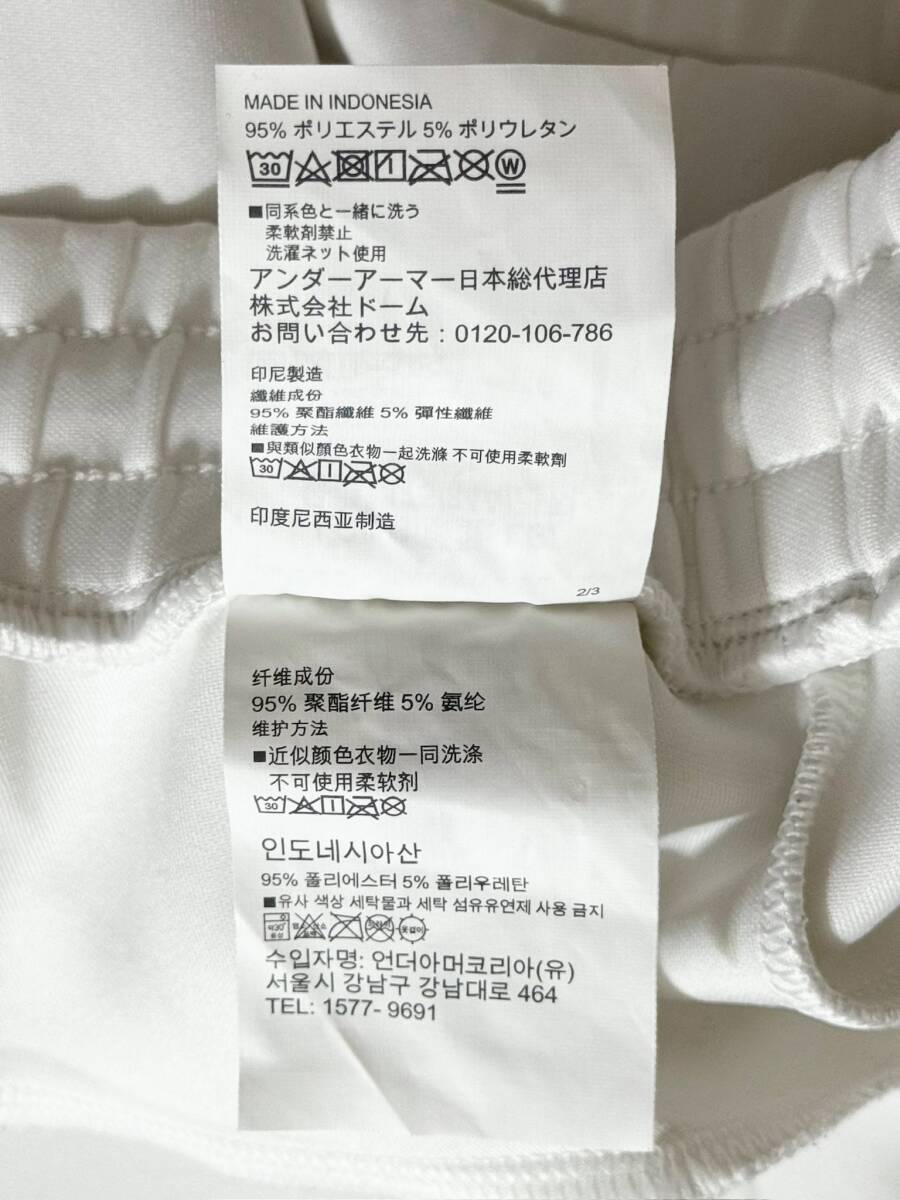 MADE IN INDONESIA
95% ポリエステル 5% ポリウレタン
30
W
■同系色と一緒に洗う
柔軟剤禁止
洗濯ネット使用
アンダーアーマー日本総代理店
株式会社ドーム
お問い合わせ先：0120-106-786
印尼製造
纖維成份
95% 聚酯纖維 5% 彈性纖維
維護方法
■與類似顏色衣物一起洗滌 不可使用柔軟劑
30
印度尼西亚制造
2/3
纤维成份
95% 聚酯纤维 5% 氨纶
维护方法
■近似颜色衣物一同洗涤
不可使用柔软剂
30
인도네시아산
95% 폴리에스터 5% 폴리우레탄
■유사 색상 세탁물과 세탁 섬유유연제 사용 금지
약30°
중성
옷걸이
수입자명: 언더아머코리아(유)
서울시 강남구 강남대로 464
TEL: 1577- 9691